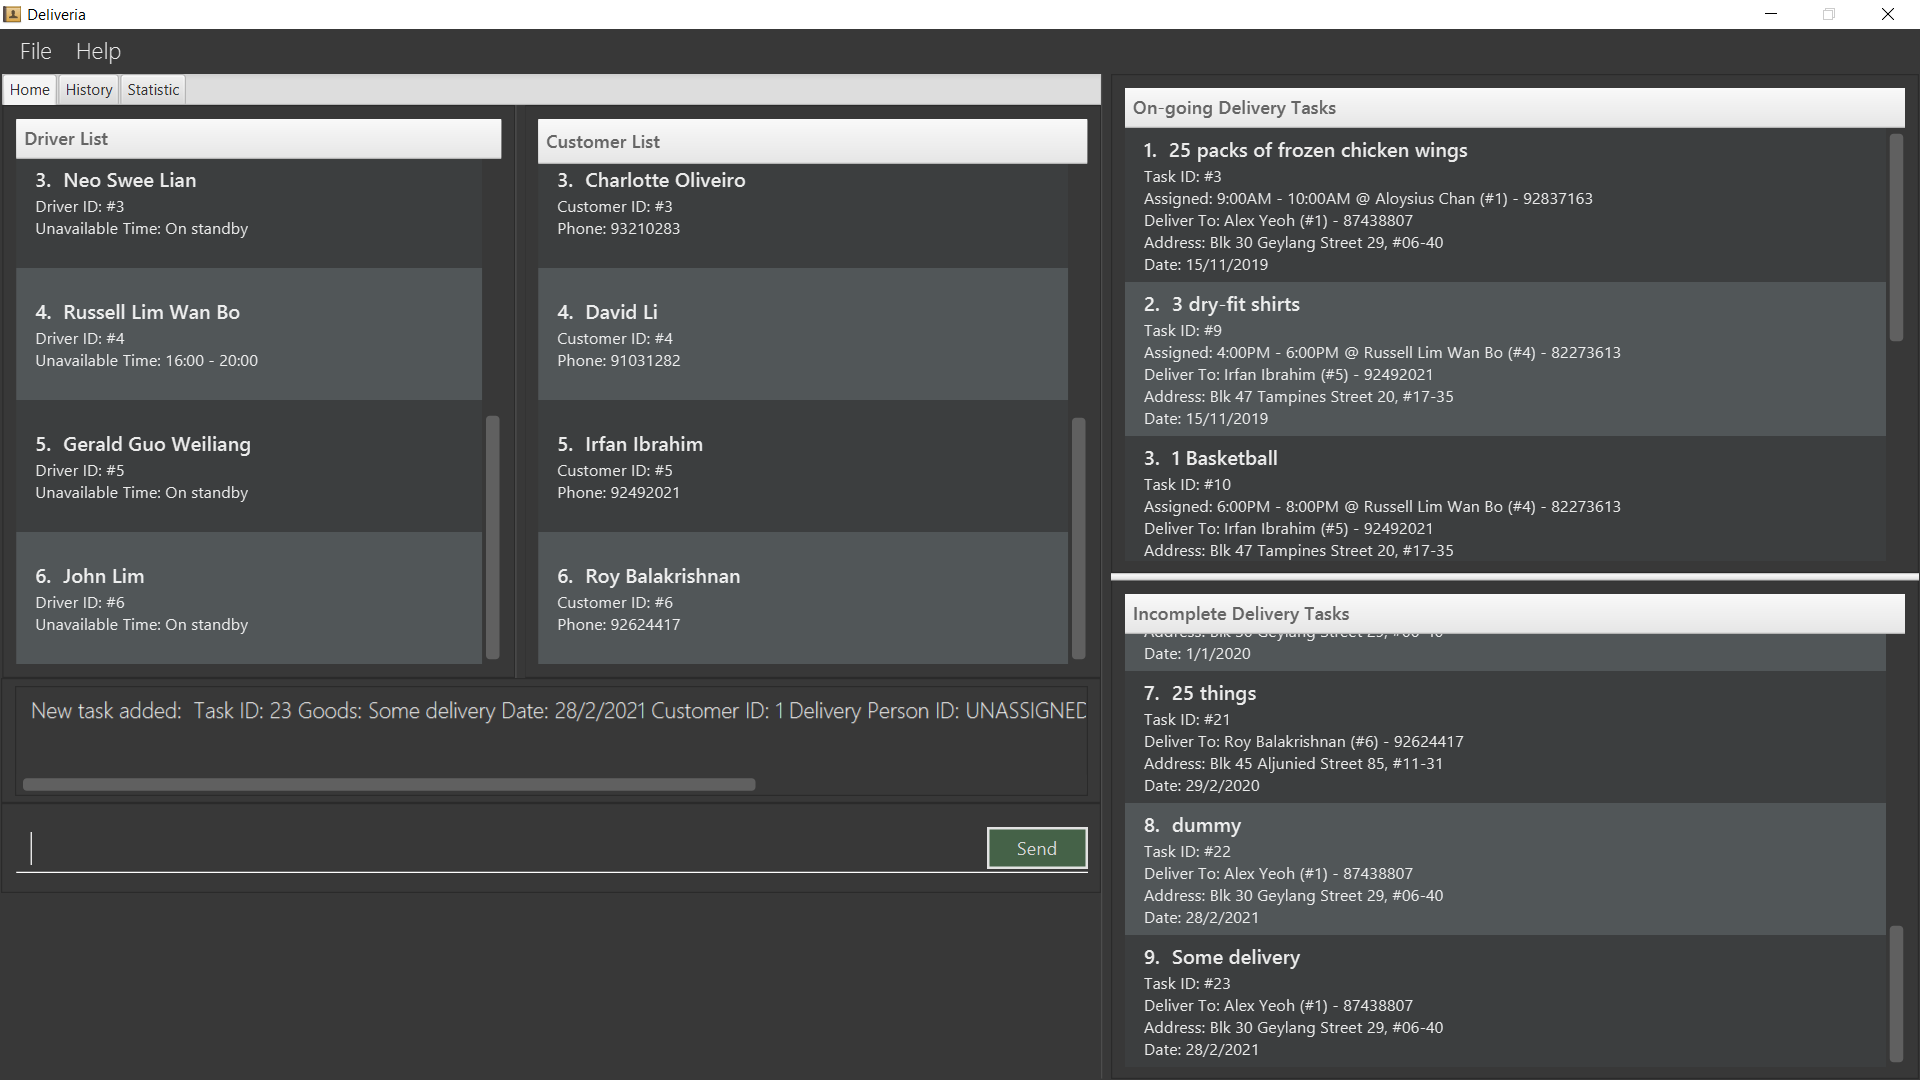 Deliveria
File Help
Home History Statistic
Driver List
3. Neo Swee Lian
Driver ID: #3
Unavailable Time: On standby
4. Russell Lim Wan Bo
Driver ID: #4
Unavailable Time: 16:00 - 20:00
5. Gerald Guo Weiliang
Driver ID: #5
Unavailable Time: On standby
6. John Lim
Driver ID: #6
Unavailable Time: On standby
Customer List
3. Charlotte Oliveiro
Customer ID: #3
Phone: 93210283
4. David Li
Customer ID: #4
Phone: 91031282
5. Irfan Ibrahim
Customer ID: #5
Phone: 92492021
6. Roy Balakrishnan
Customer ID: #6
Phone: 92624417
New task added: Task ID: 23 Goods: Some delivery Date: 28/2/2021 Customer ID: 1 Delivery Person ID: UNASSIGNED
Send
On-going Delivery Tasks
1. 25 packs of frozen chicken wings
Task ID: #3
Assigned: 9:00AM - 10:00AM @ Aloysius Chan (#1) - 92837163
Deliver To: Alex Yeoh (#1) - 87438807
Address: Blk 30 Geylang Street 29, #06-40
Date: 15/11/2019
2. 3 dry-fit shirts
Task ID: #9
Assigned: 4:00PM - 6:00PM @ Russell Lim Wan Bo (#4) - 82273613
Deliver To: Irfan Ibrahim (#5) - 92492021
Address: Blk 47 Tampines Street 20, #17-35
Date: 15/11/2019
3. 1 Basketball
Task ID: #10
Assigned: 6:00PM - 8:00PM @ Russell Lim Wan Bo (#4) - 82273613
Deliver To: Irfan Ibrahim (#5) - 92492021
Address: Blk 47 Tampines Street 20, #17-35
Incomplete Delivery Tasks
Address: Blk 30 Geylang Street 29, #06-40
Date: 1/1/2020
7. 25 things
Task ID: #21
Deliver To: Roy Balakrishnan (#6) - 92624417
Address: Blk 45 Aljunied Street 85, #11-31
Date: 29/2/2020
8. dummy
Task ID: #22
Deliver To: Alex Yeoh (#1) - 87438807
Address: Blk 30 Geylang Street 29, #06-40
Date: 28/2/2021
9. Some delivery
Task ID: #23
Deliver To: Alex Yeoh (#1) - 87438807
Address: Blk 30 Geylang Street 29, #06-40
Date: 28/2/2021